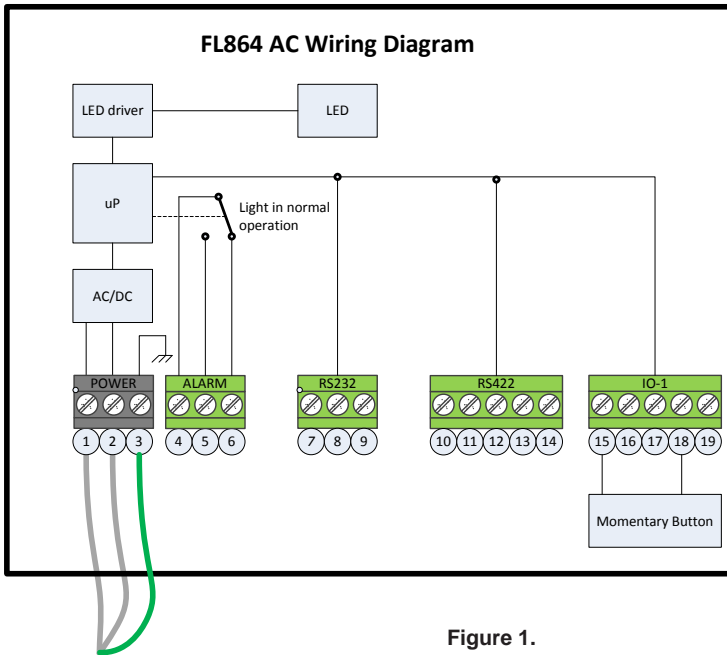 FL864 AC Wiring Diagram
LED driver
LED
uP
Light in normal
operation
AC/DC
POWER
ALARM
RS232
RS422
IO-1
1 2 3 4 5 6 7 8 9 10 11 12 13 14 15 16 17 18 19
Momentary Button
Figure 1.